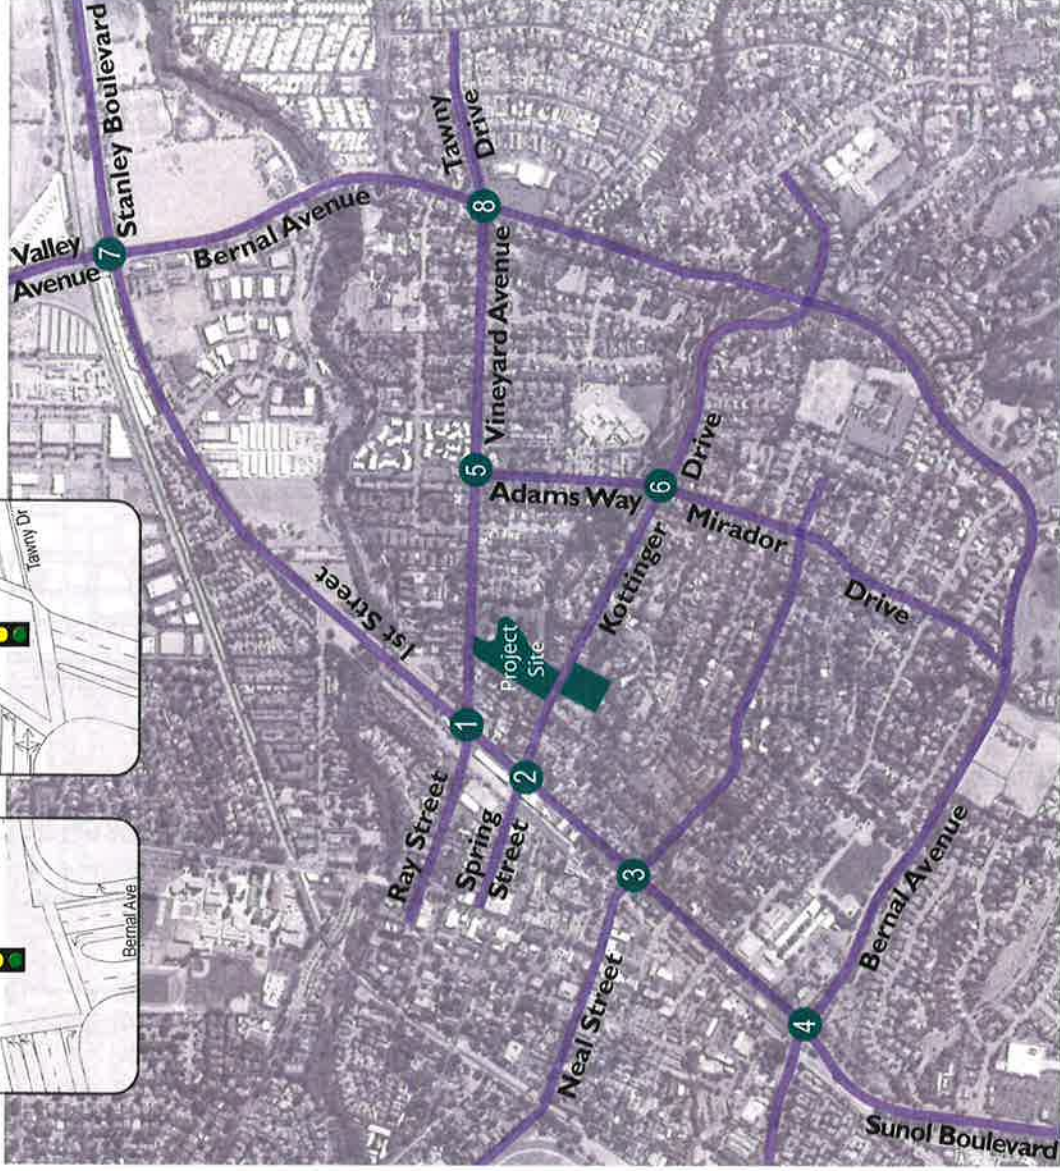 Tawny Dr
Bernal Ave
Valley
Avenue
7
Stanley Boulevard
Bernal Avenue
Tawny
Drive
8
Vineyard Avenue
5
Adams Way
6
Drive
Mirador
Drive
Kottinger
1st Street
Project
Site
1
2
Ray Street
Spring
Street
3
Neal Street
4
Bernal Avenue
Sunol Boulevard